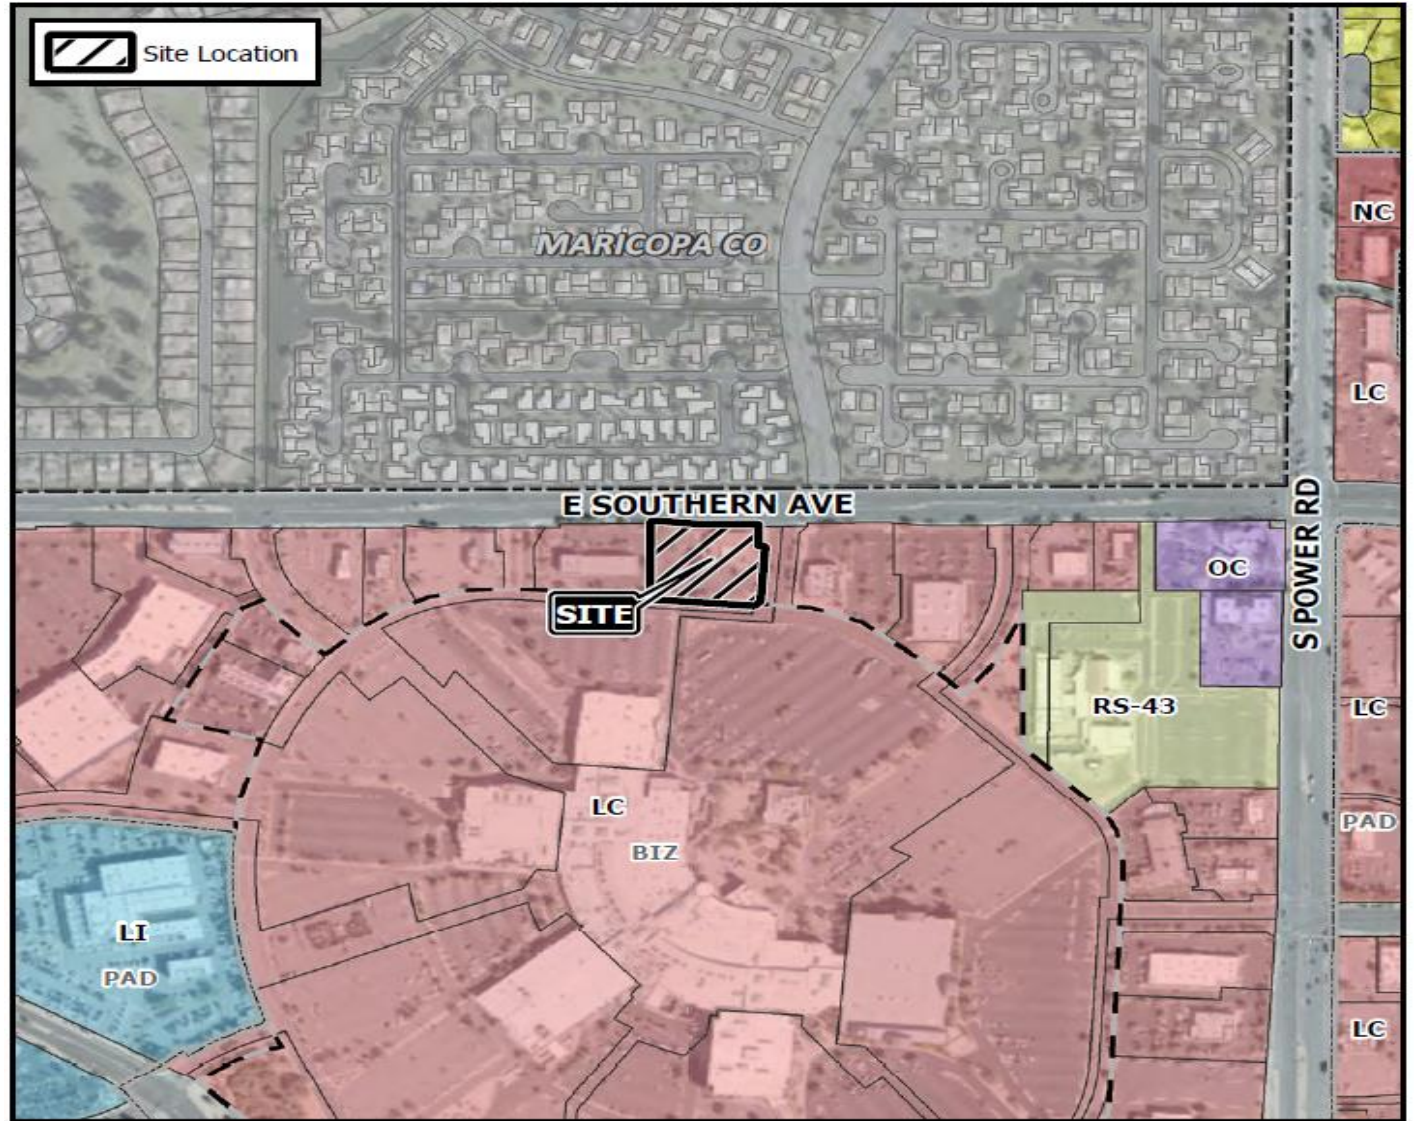 Site Location
NC
MARICOPA CO
LC
E SOUTHERN AVE
S POWER RD
OC
SITE
RS-43
LC
LC
BIZ
PAD
LI
PAD
LC